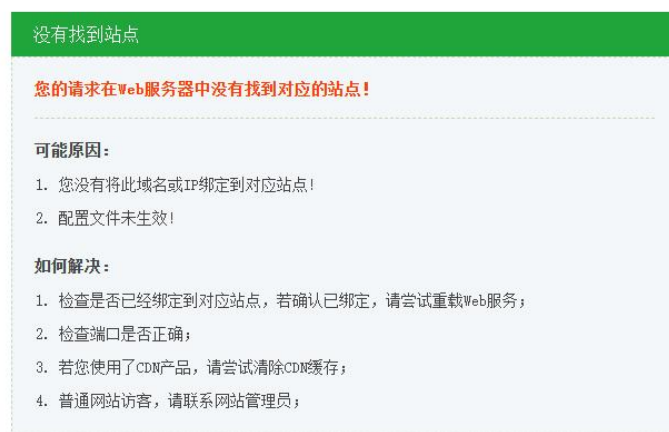 没有找到站点
您的请求在Web服务器中没有找到对应的站点！
可能原因：
1. 您没有将此域名或IP绑定到对应站点!
2. 配置文件未生效!
如何解决：
1. 检查是否已经绑定到对应站点，若确认已绑定，请尝试重载Web服务；
2. 检查端口是否正确；
3. 若您使用了CDN产品，请尝试清除CDN缓存；
4. 普通网站访客，请联系网站管理员；